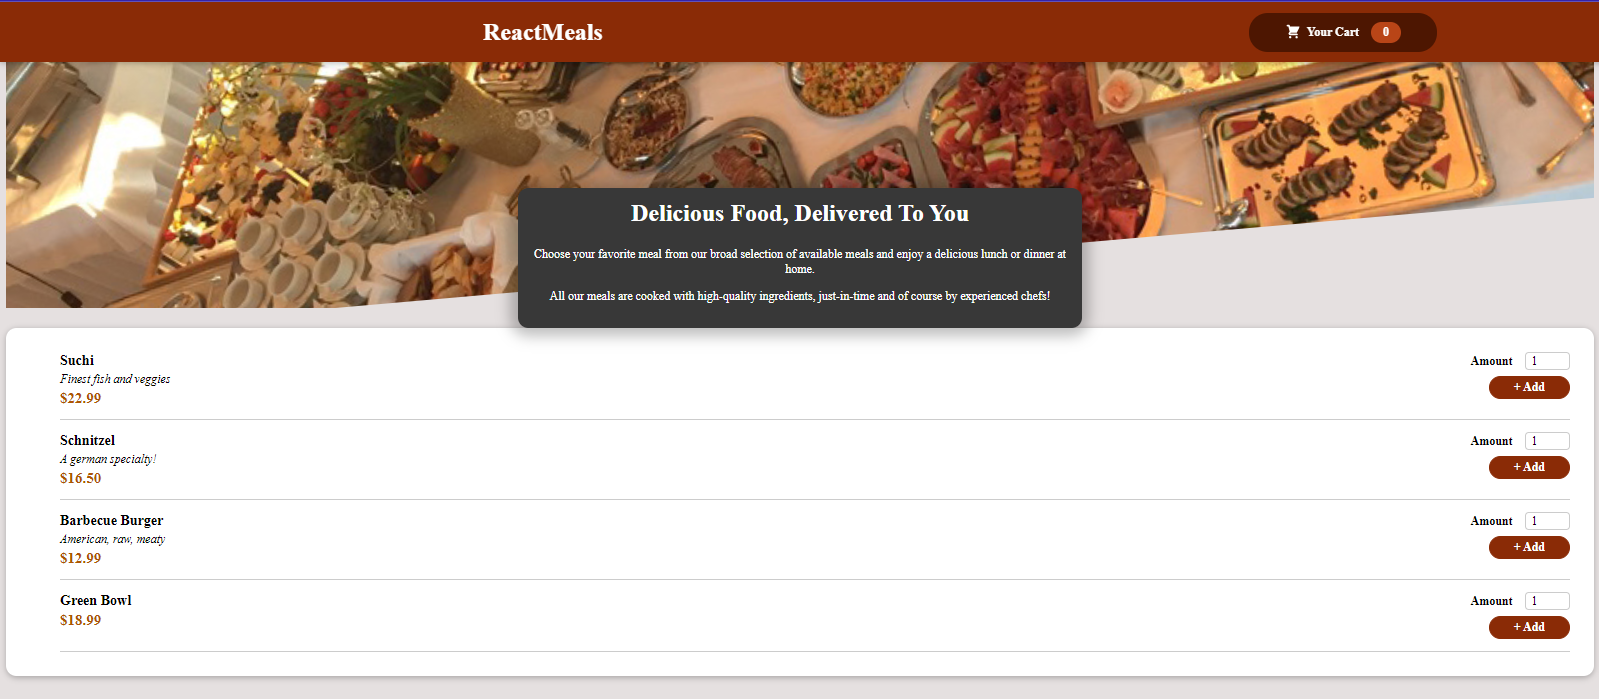 ReactMeals
Your Cart 0
Delicious Food, Delivered To You
Choose your favorite meal from our broad selection of available meals and enjoy a delicious lunch or dinner at
home.
All our meals are cooked with high-quality ingredients, just-in-time and of course by experienced chefs!
Suchi
Finest fish and veggies
$22.99
Amount 1
+ Add
Schnitzel
A german specialty!
$16.50
Amount 1
+ Add
Barbecue Burger
American, raw, meaty
$12.99
Amount 1
+ Add
Green Bowl
$18.99
Amount 1
+ Add